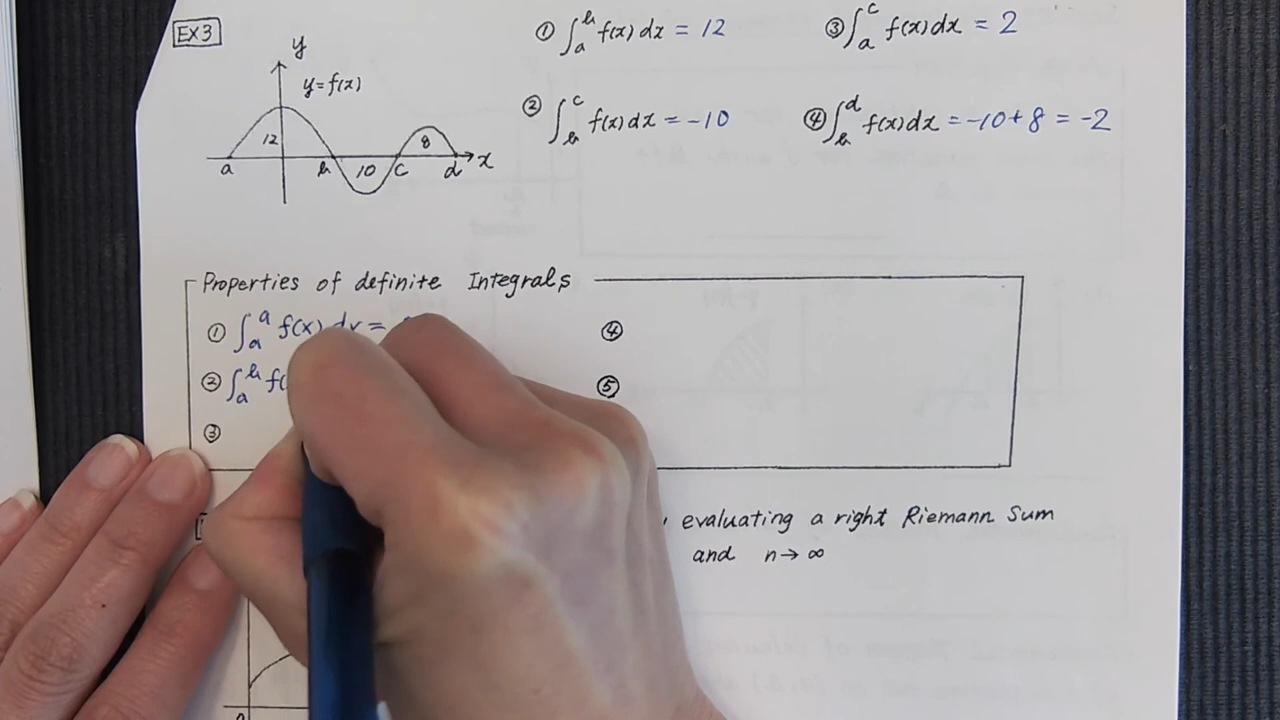 EX3
① ∫_a^b f(x)dx = 12
③ ∫_a^c f(x)dx = 2
② ∫_b^c f(x)dx = -10
④ ∫_b^d f(x)dx = -10+8 = -2
y
y=f(x)
12
8
a b 10 c d x
Properties of definite Integrals
① ∫_a^a f(x) dx =
④
② ∫_a^b f(
⑤
③
evaluating a right Riemann Sum
and n→∞
0